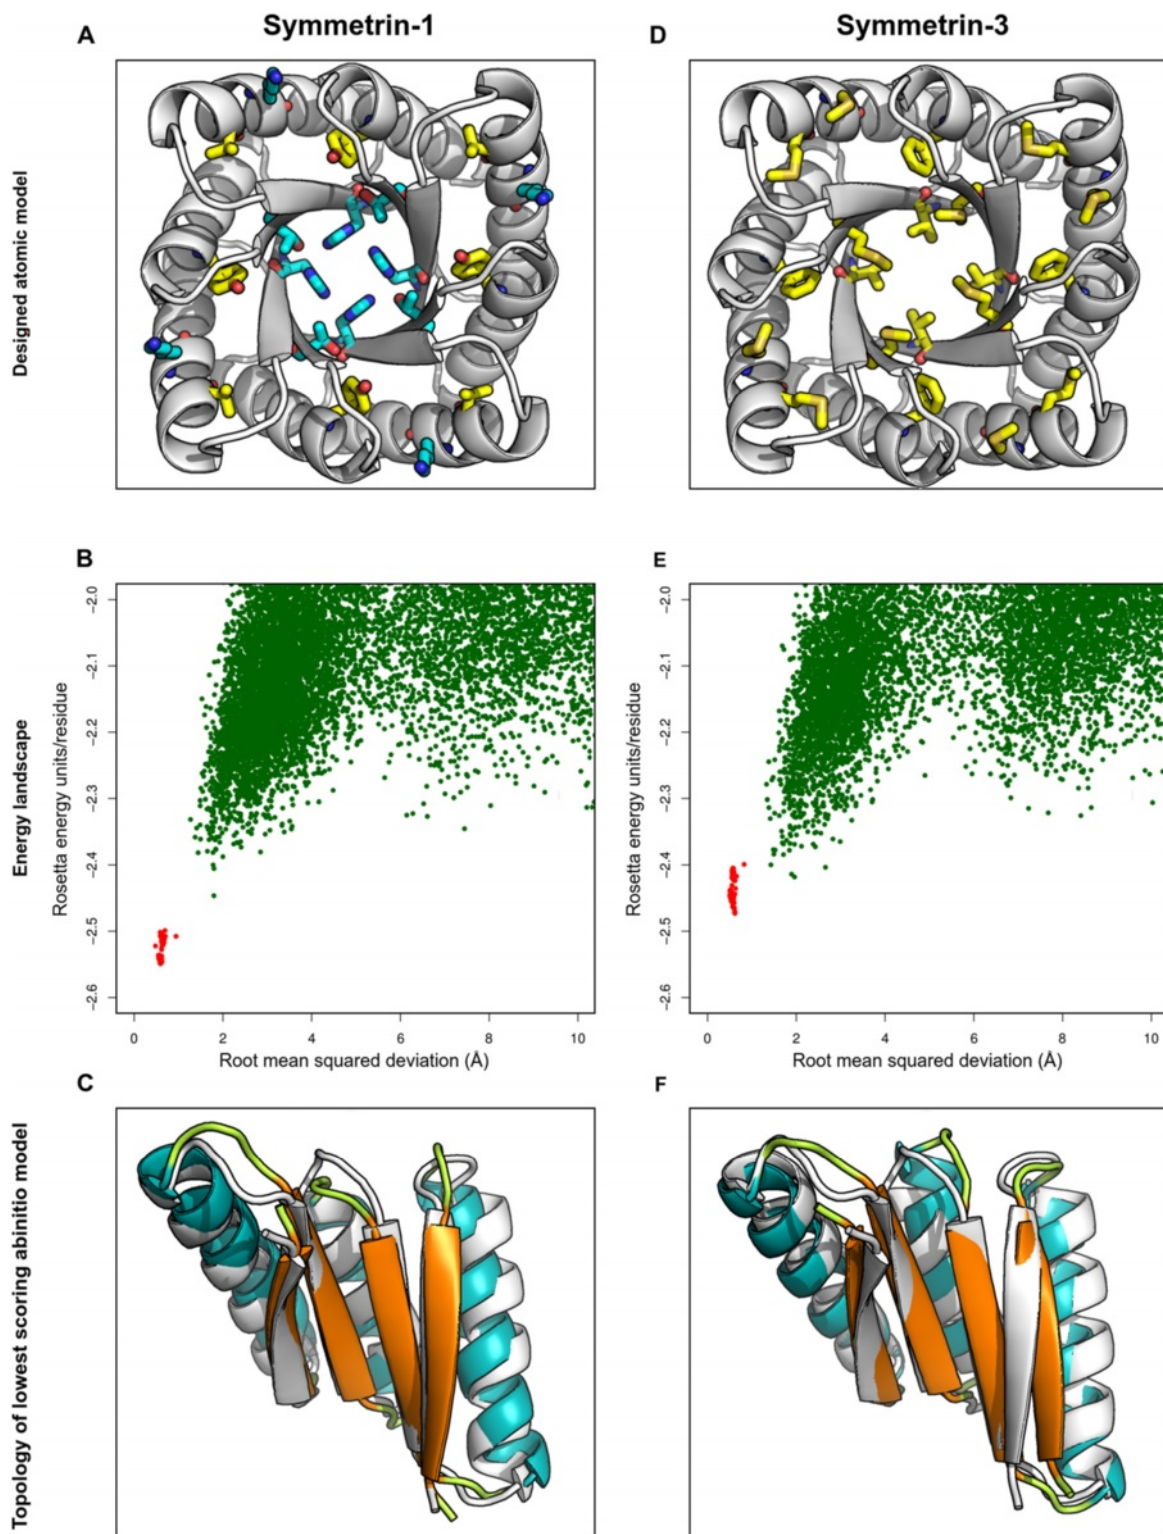 Symmetrin-1
Symmetrin-3
A
D
Designed atomic model
B
E
Energy landscape
Rosetta energy units/residue
-2.0
-2.1
-2.2
-2.3
-2.4
-2.5
-2.6
0 2 4 6 8 10
Root mean squared deviation (Å)
Rosetta energy units/residue
-2.0
-2.1
-2.2
-2.3
-2.4
-2.5
-2.6
0 2 4 6 8 10
Root mean squared deviation (Å)
C
F
Topology of lowest scoring abinitio model